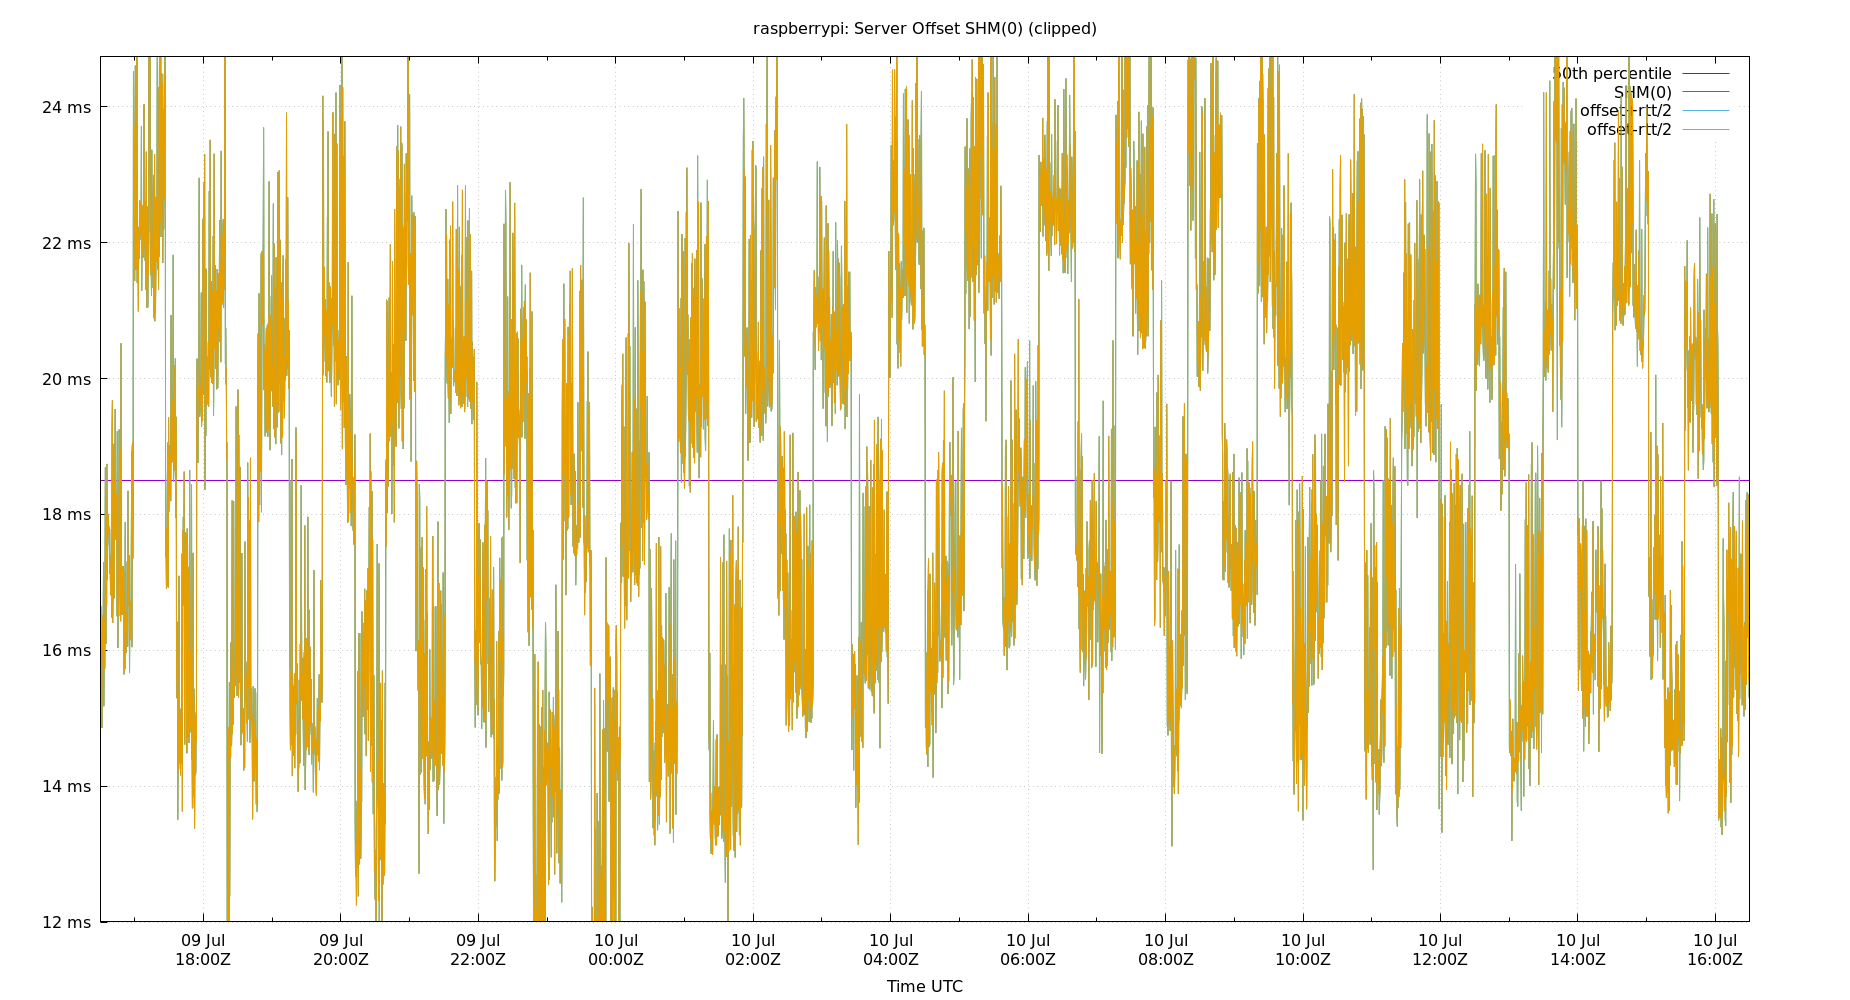 raspberrypi: Server Offset SHM(0) (clipped)
50th percentile
SHM(0)
offset+rtt/2
offset-rtt/2
24 ms
22 ms
20 ms
18 ms
16 ms
14 ms
12 ms
09 Jul 09 Jul 09 Jul 10 Jul 10 Jul 10 Jul 10 Jul 10 Jul 10 Jul 10 Jul 10 Jul 10 Jul
18:00Z 20:00Z 22:00Z 00:00Z 02:00Z 04:00Z 06:00Z 08:00Z 10:00Z 12:00Z 14:00Z 16:00Z
Time UTC